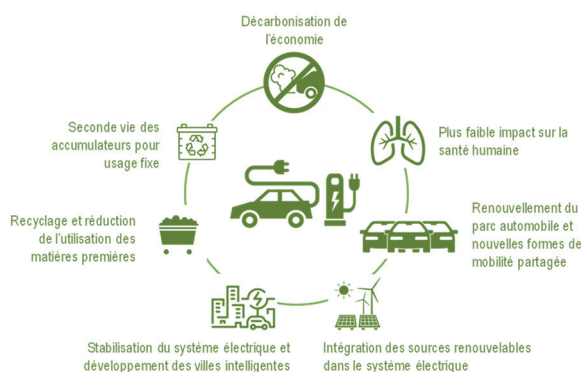 Décarbonisation de
l'économie
Plus faible impact sur la
santé humaine
Renouvellement du
parc automobile et
nouvelles formes de
mobilité partagée
Intégration des sources renouvelables
dans le système électrique
Stabilisation du système électrique et
développement des villes intelligentes
Recyclage et réduction
de l'utilisation des
matières premières
Seconde vie des
accumulateurs pour
usage fixe